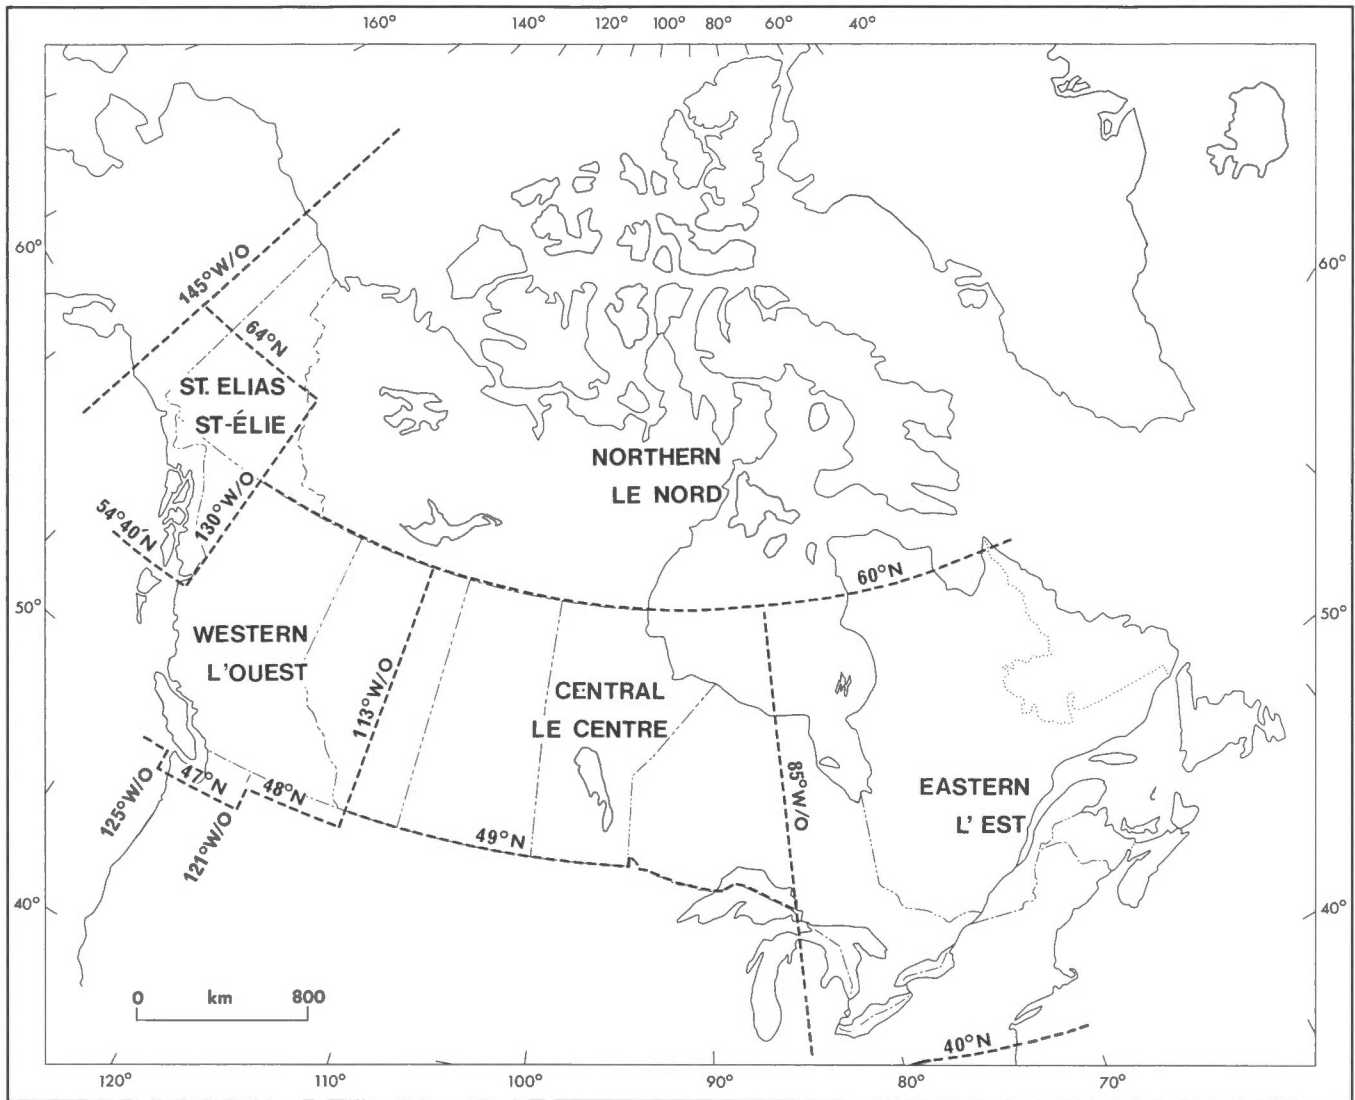 160° 140° 120° 100° 80° 60° 40°
60° 60°
145°W/O
64°N
ST. ELIAS
ST-ÉLIE
NORTHERN
LE NORD
130°W/O
54°40'N
60°N
50° 50°
WESTERN
L'OUEST
113°W/O
CENTRAL
LE CENTRE
85°W/O
EASTERN
L' EST
125°W/O
47°N
48°N
121°W/O
49°N
40° 40°
0 km 800
40°N
120° 110° 100° 90° 80° 70°